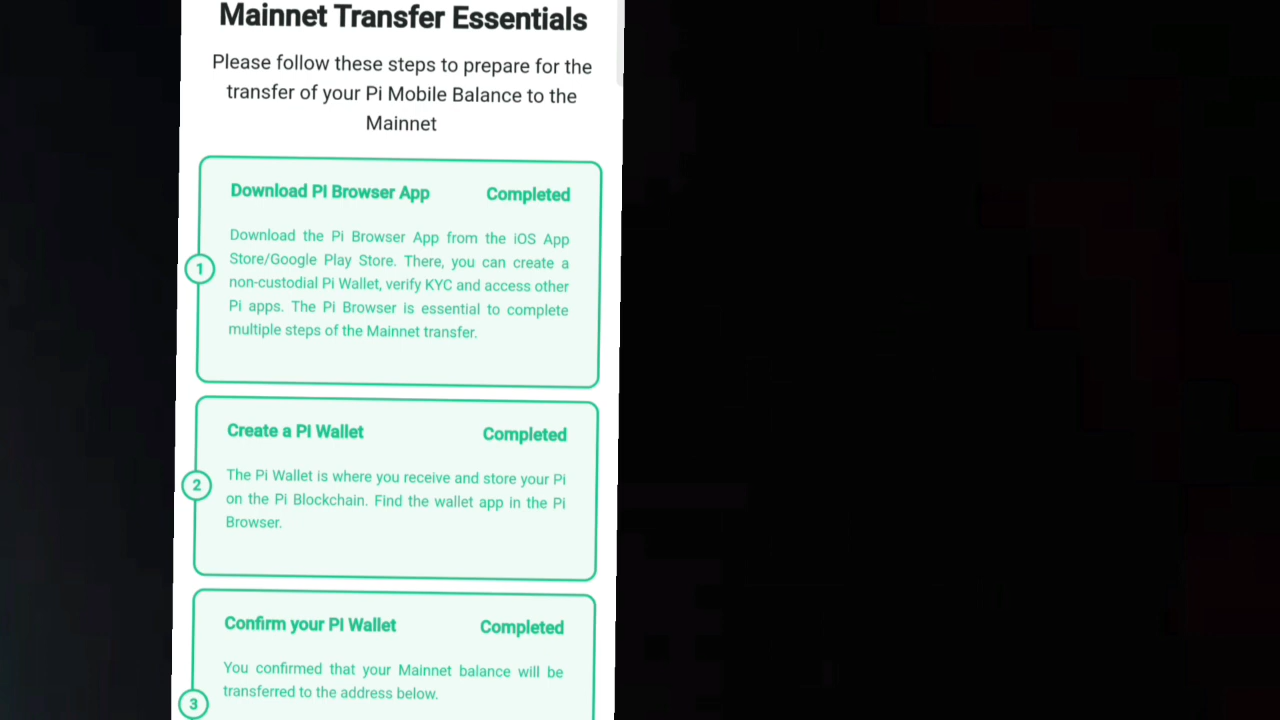 Mainnet Transfer Essentials
Please follow these steps to prepare for the
transfer of your Pi Mobile Balance to the
Mainnet
Download PI Browser App Completed
Download the Pi Browser App from the iOS App
Store/Google Play Store. There, you can create a
1 non-custodial Pi Wallet, verify KYC and access other
Pi apps. The Pi Browser is essential to complete
multiple steps of the Mainnet transfer.
Create a PI Wallet Completed
The Pi Wallet is where you receive and store your Pi
2 on the Pi Blockchain. Find the wallet app in the Pi
Browser.
Confirm your PI Wallet Completed
You confirmed that your Mainnet balance will be
transferred to the address below.
3